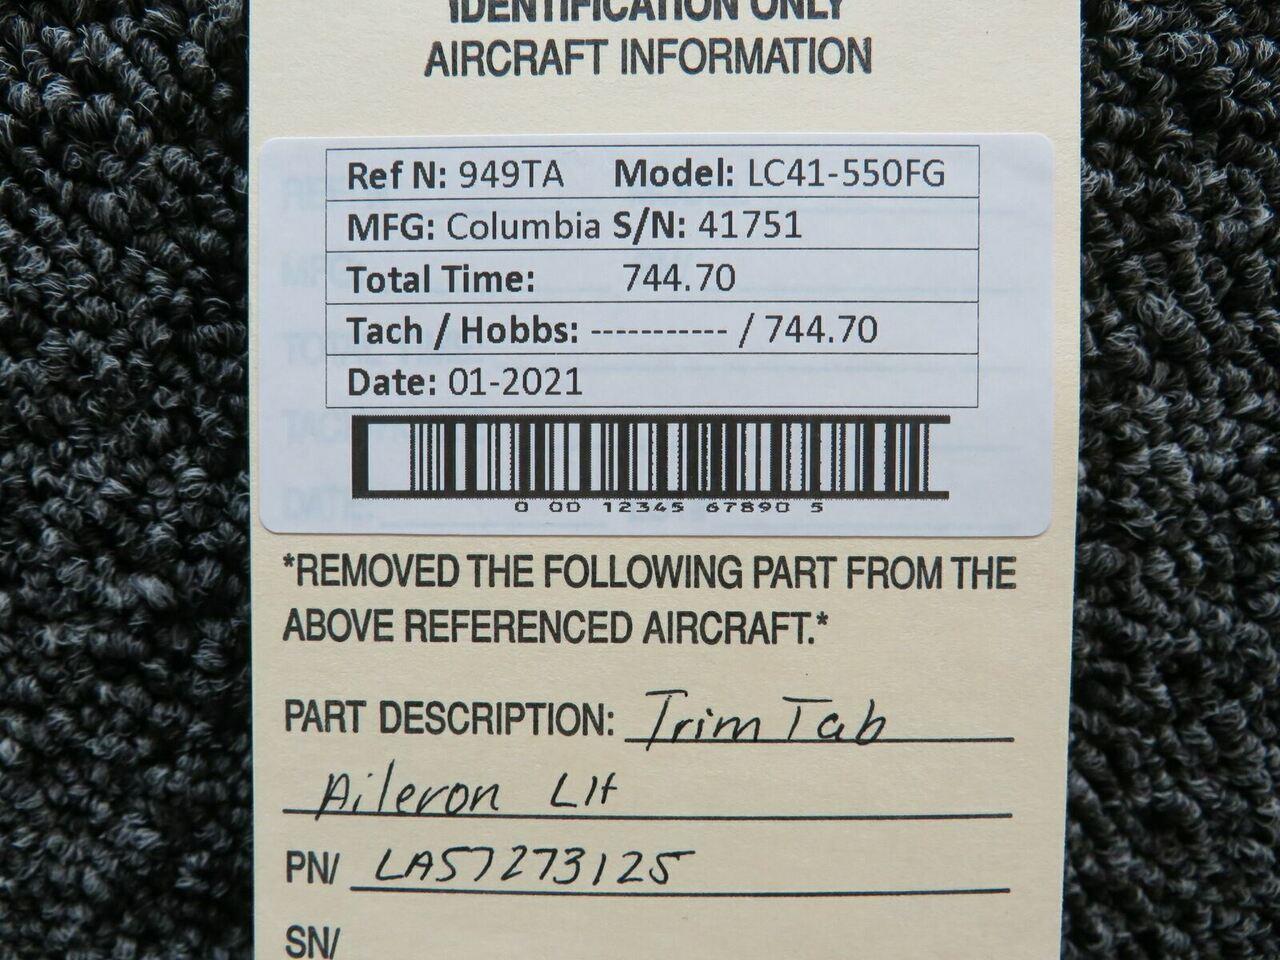 IDENTIFICATION ONLY
AIRCRAFT INFORMATION
Ref N: 949TA Model: LC41-550FG
MFG: Columbia S/N: 41751
Total Time: 744.70
Tach / Hobbs: ----------- / 744.70
Date: 01-2021
0 00 12345 67890 5
*REMOVED THE FOLLOWING PART FROM THE
ABOVE REFERENCED AIRCRAFT.*
PART DESCRIPTION: Trim Tab
Aileron LH
PN/ LA57273125
SN/